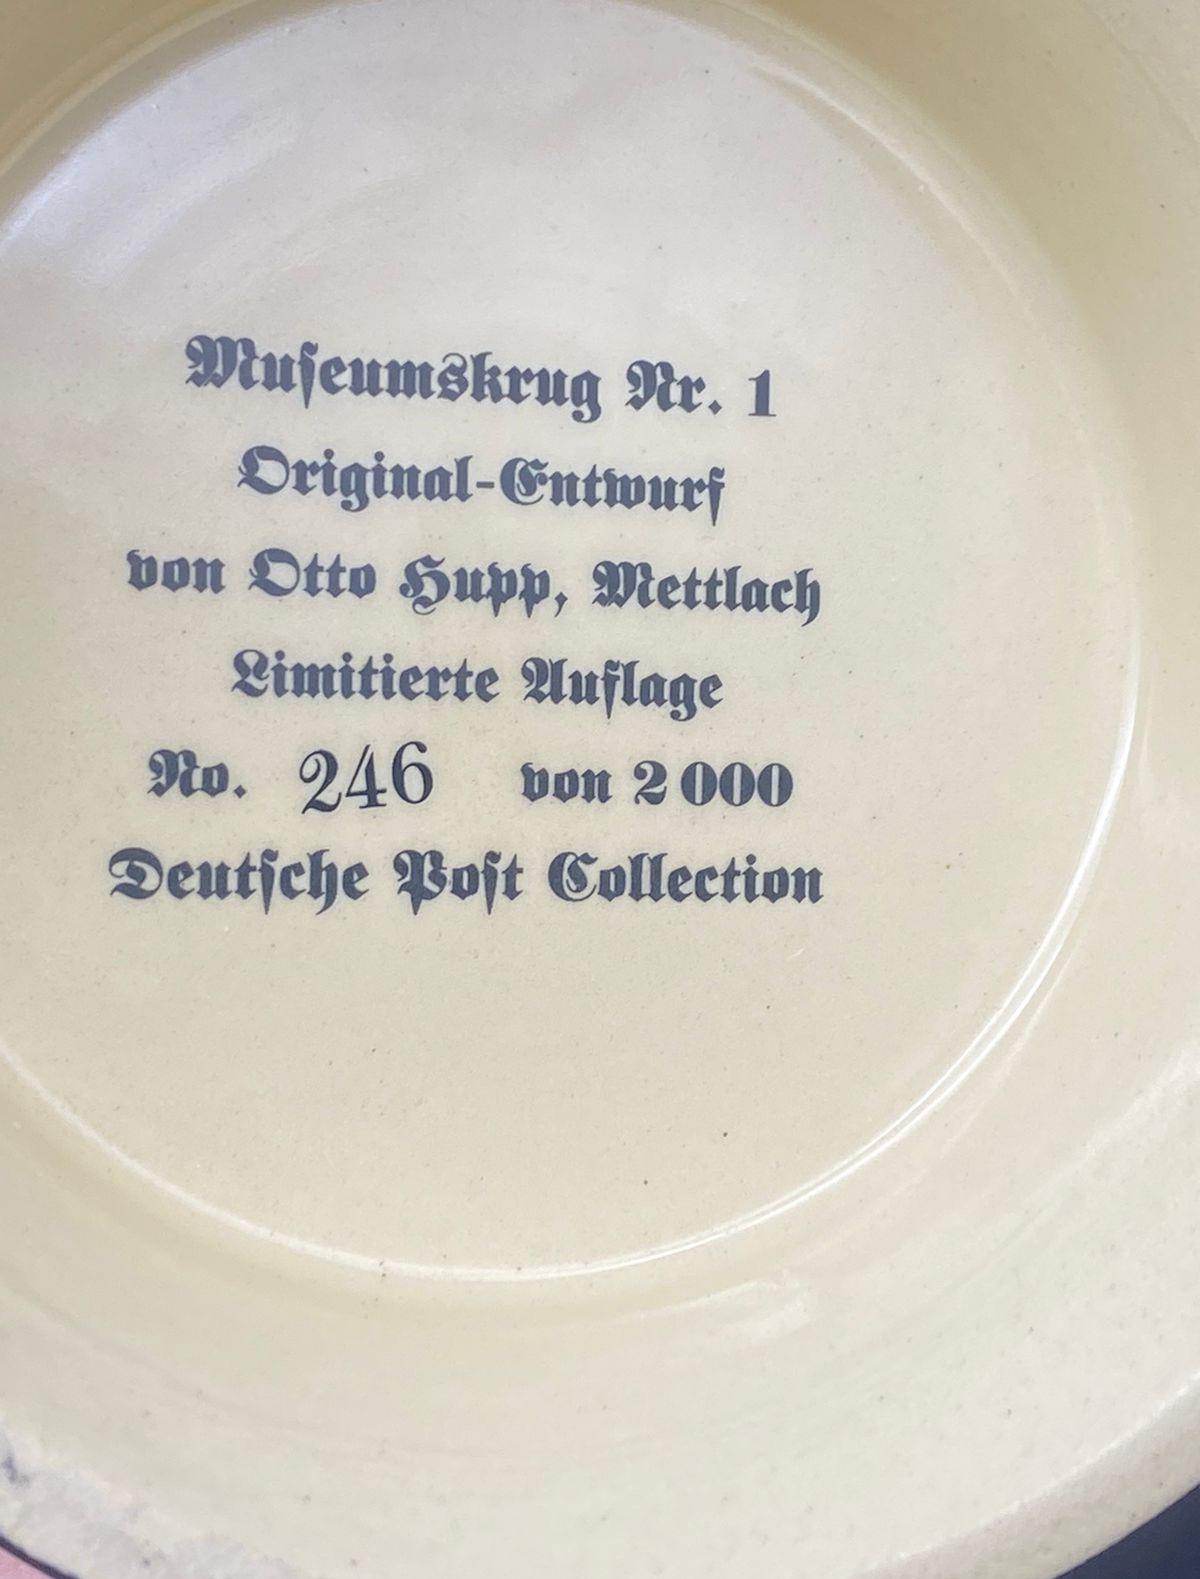 Museumskrug Nr. 1
Original-Entwurf
von Otto Hupp, Mettlach
Limitierte Auflage
No. 246 von 2000
Deutsche Post Collection